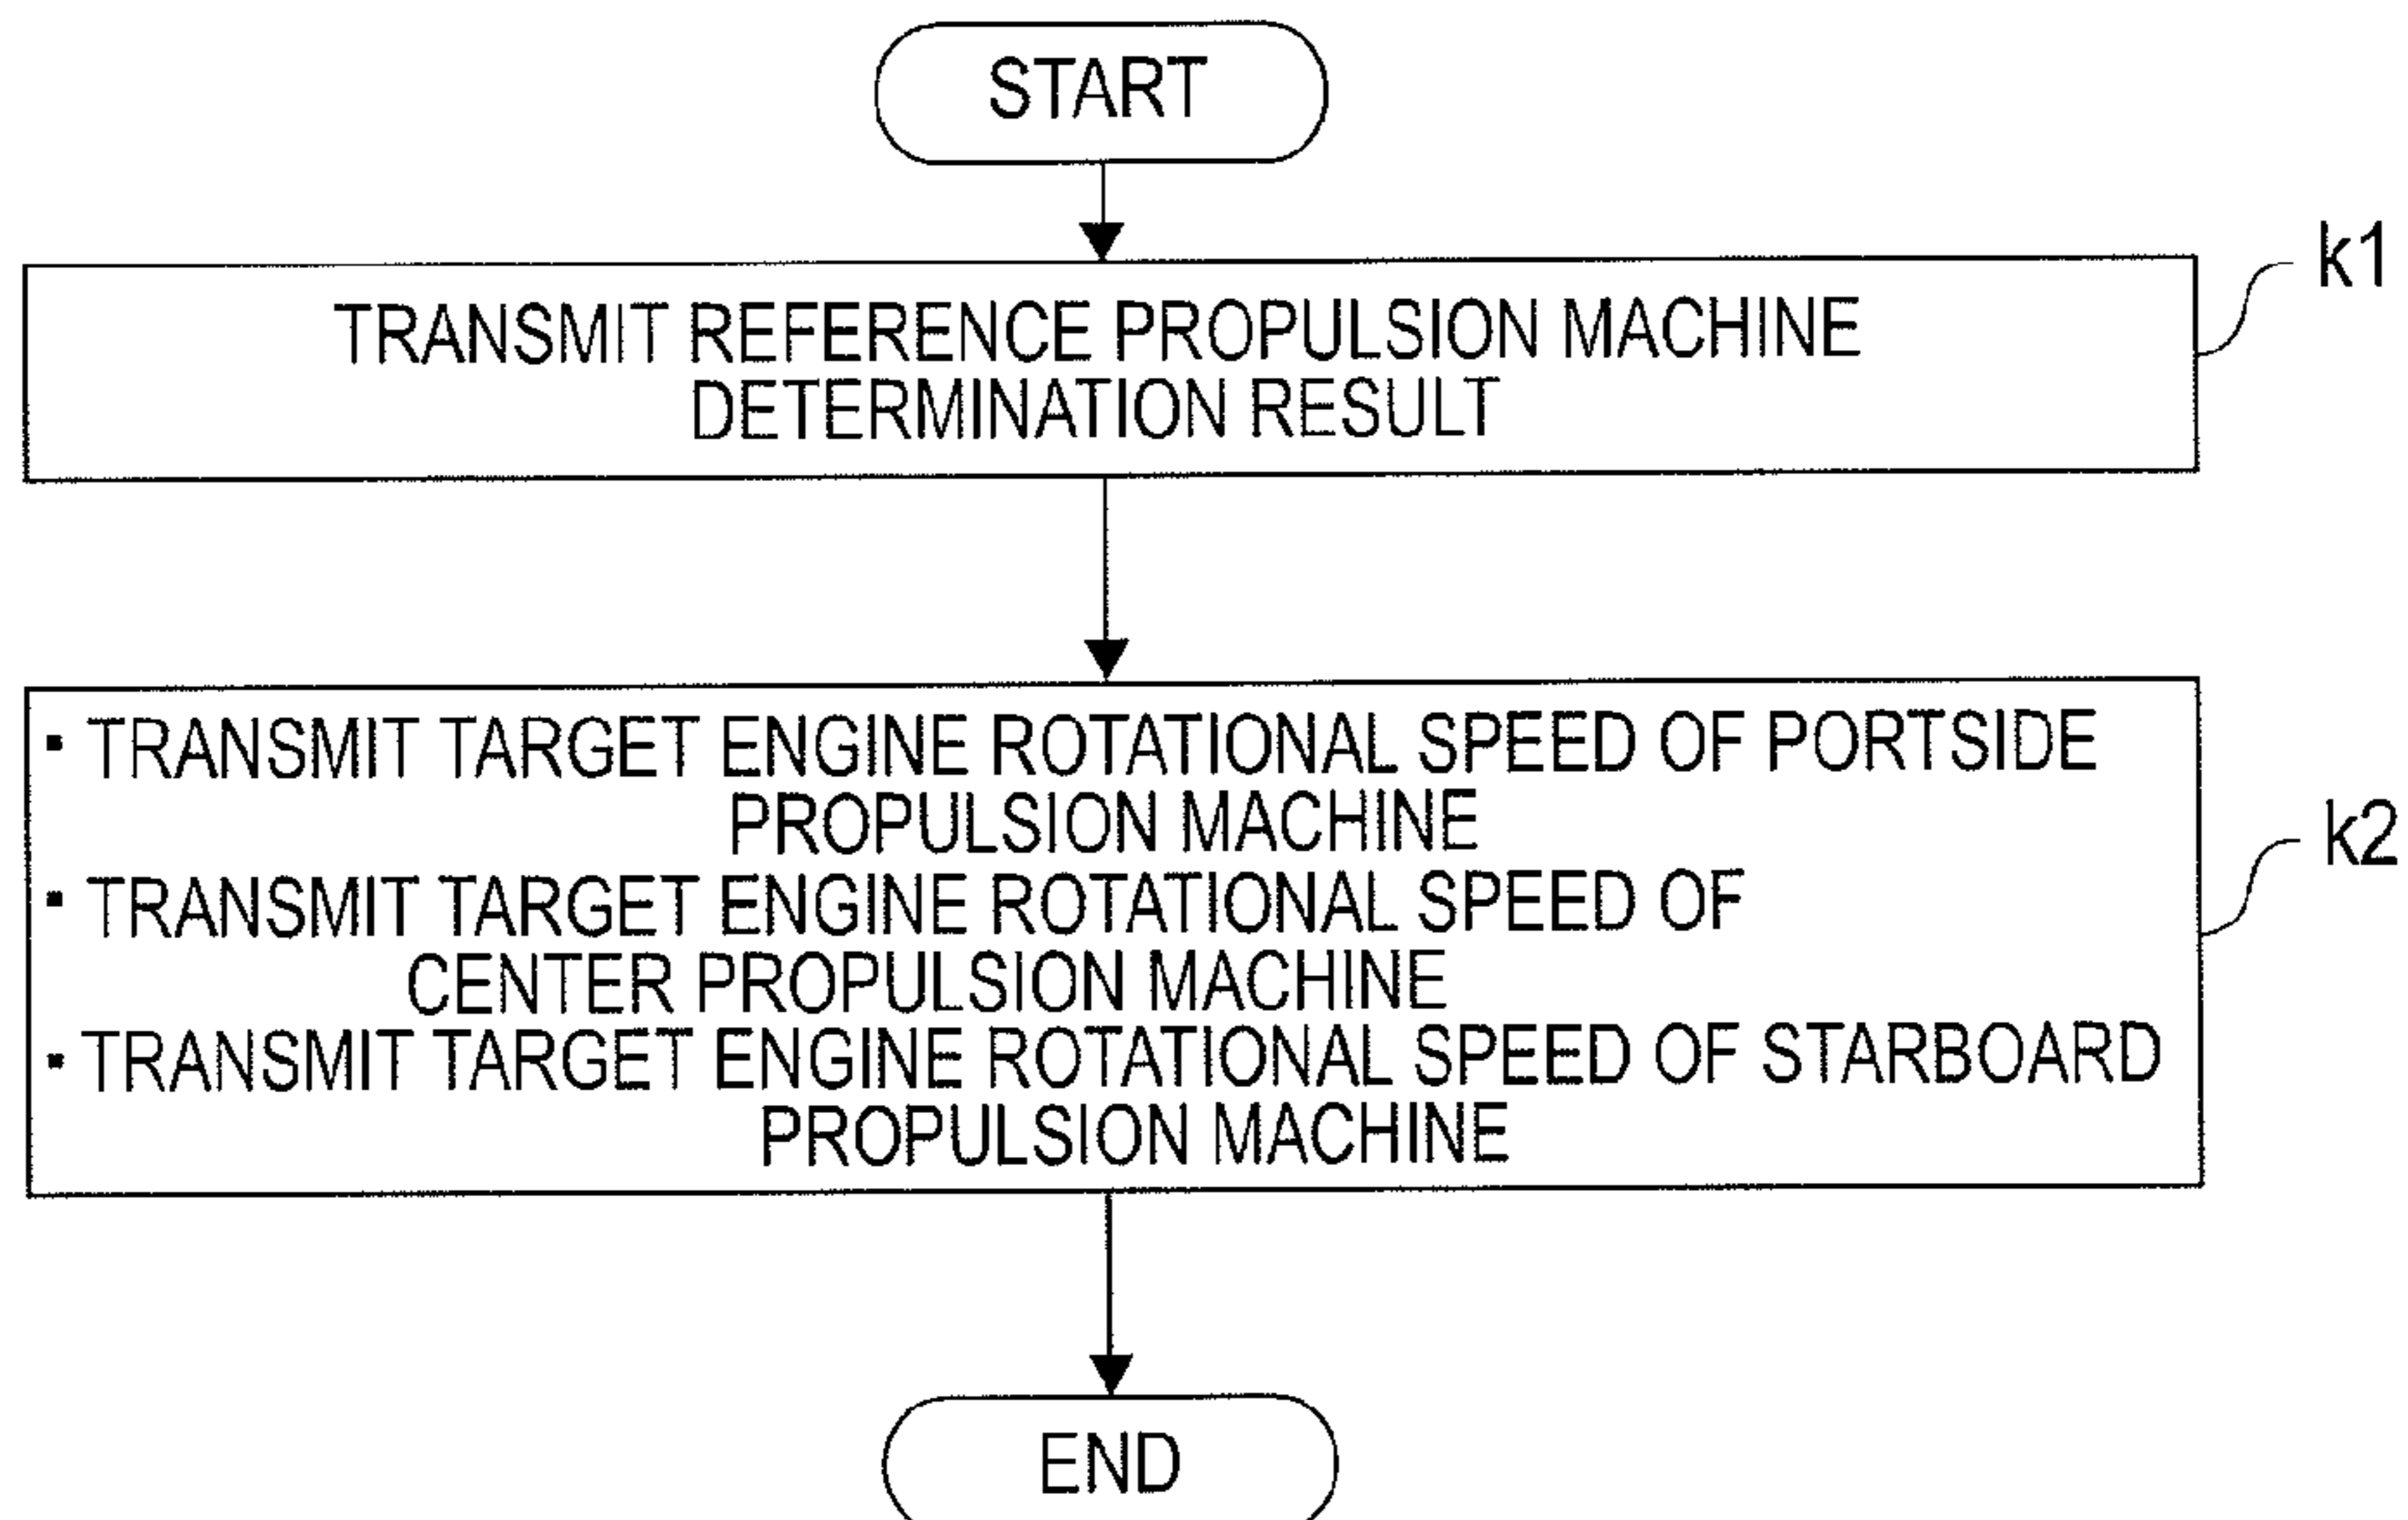 START
k1
TRANSMIT REFERENCE PROPULSION MACHINE
DETERMINATION RESULT
▪ TRANSMIT TARGET ENGINE ROTATIONAL SPEED OF PORTSIDE
PROPULSION MACHINE
k2
▪ TRANSMIT TARGET ENGINE ROTATIONAL SPEED OF
CENTER PROPULSION MACHINE
▪ TRANSMIT TARGET ENGINE ROTATIONAL SPEED OF STARBOARD
PROPULSION MACHINE
END